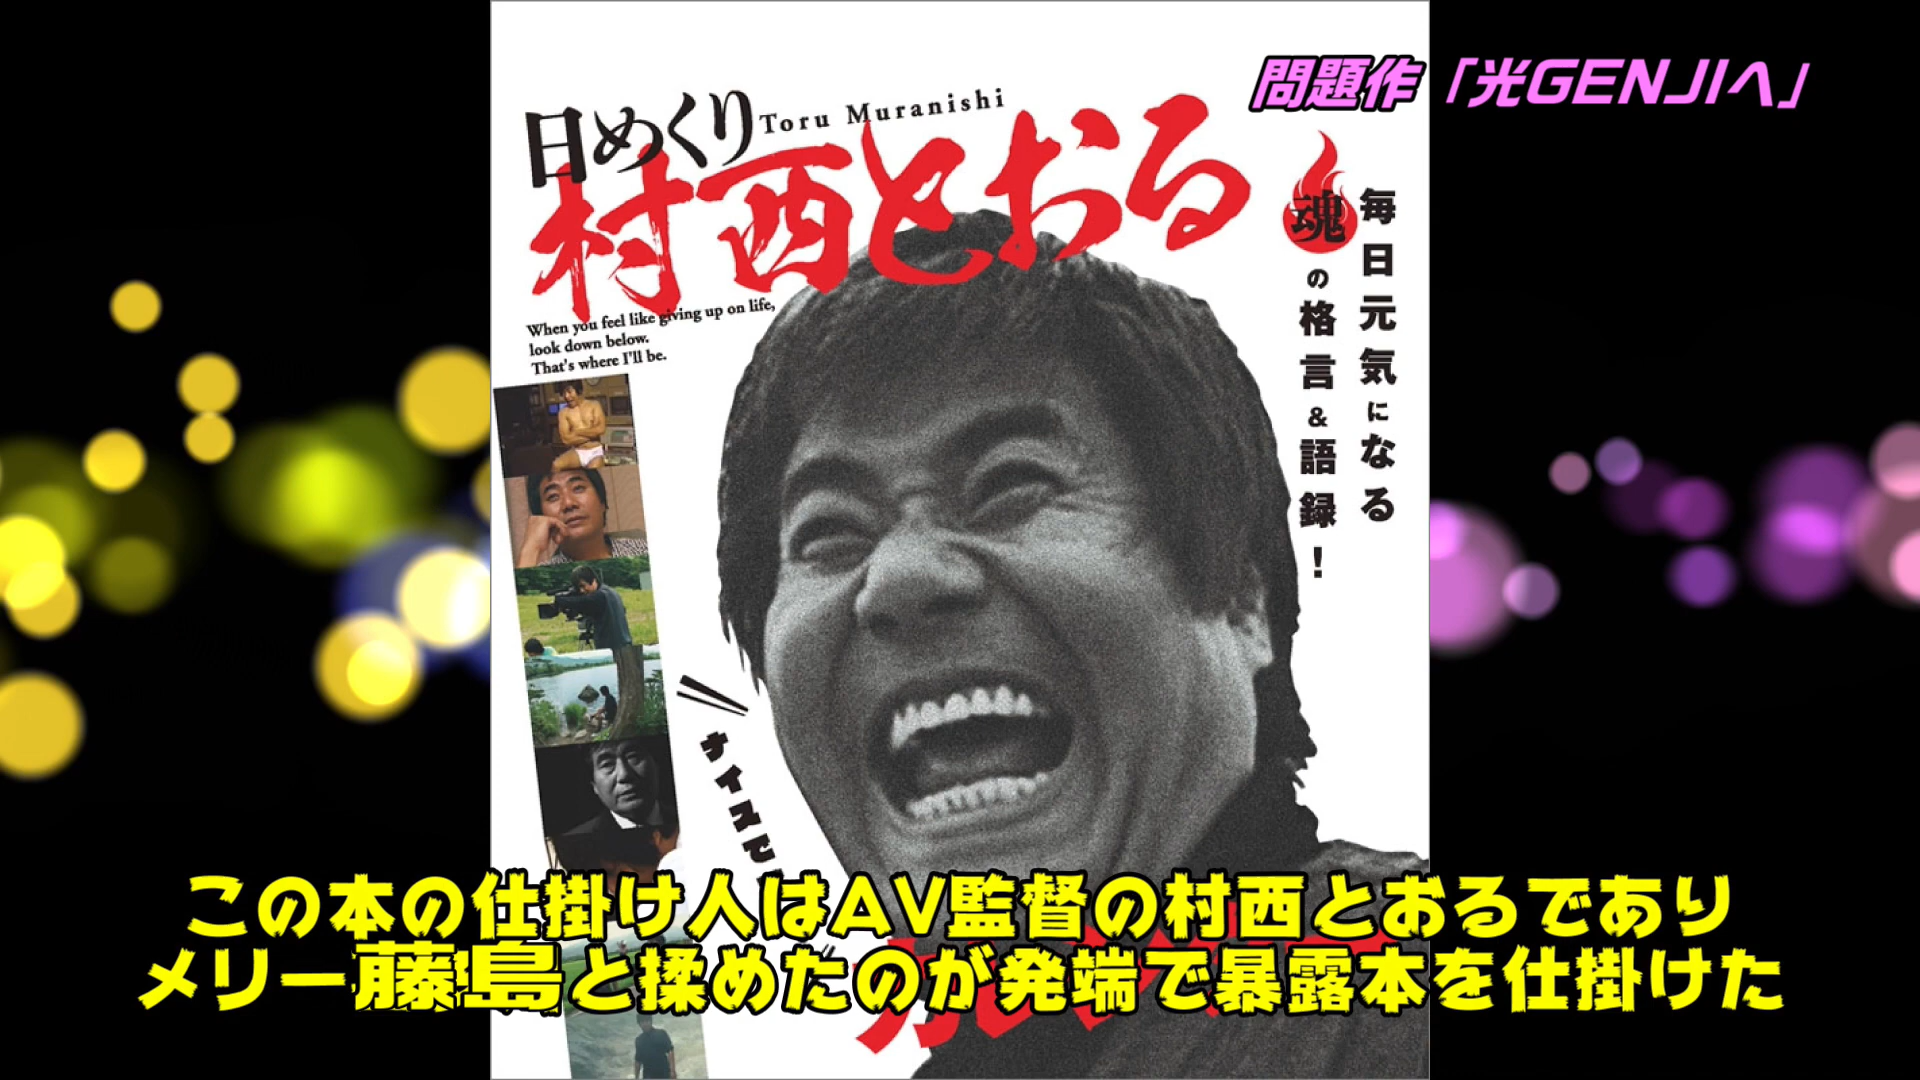 問題作「光GENJIへ」
日めくり
Toru Muranishi
村西とおる
When you feel like giving up on life,
look down below.
That's where I'll be.
毎日元気になる
魂の格言&語録!
この本の仕掛け人はAV監督の村西とおるであり
メリー藤島と揉めたのが発端で暴露本を仕掛けた